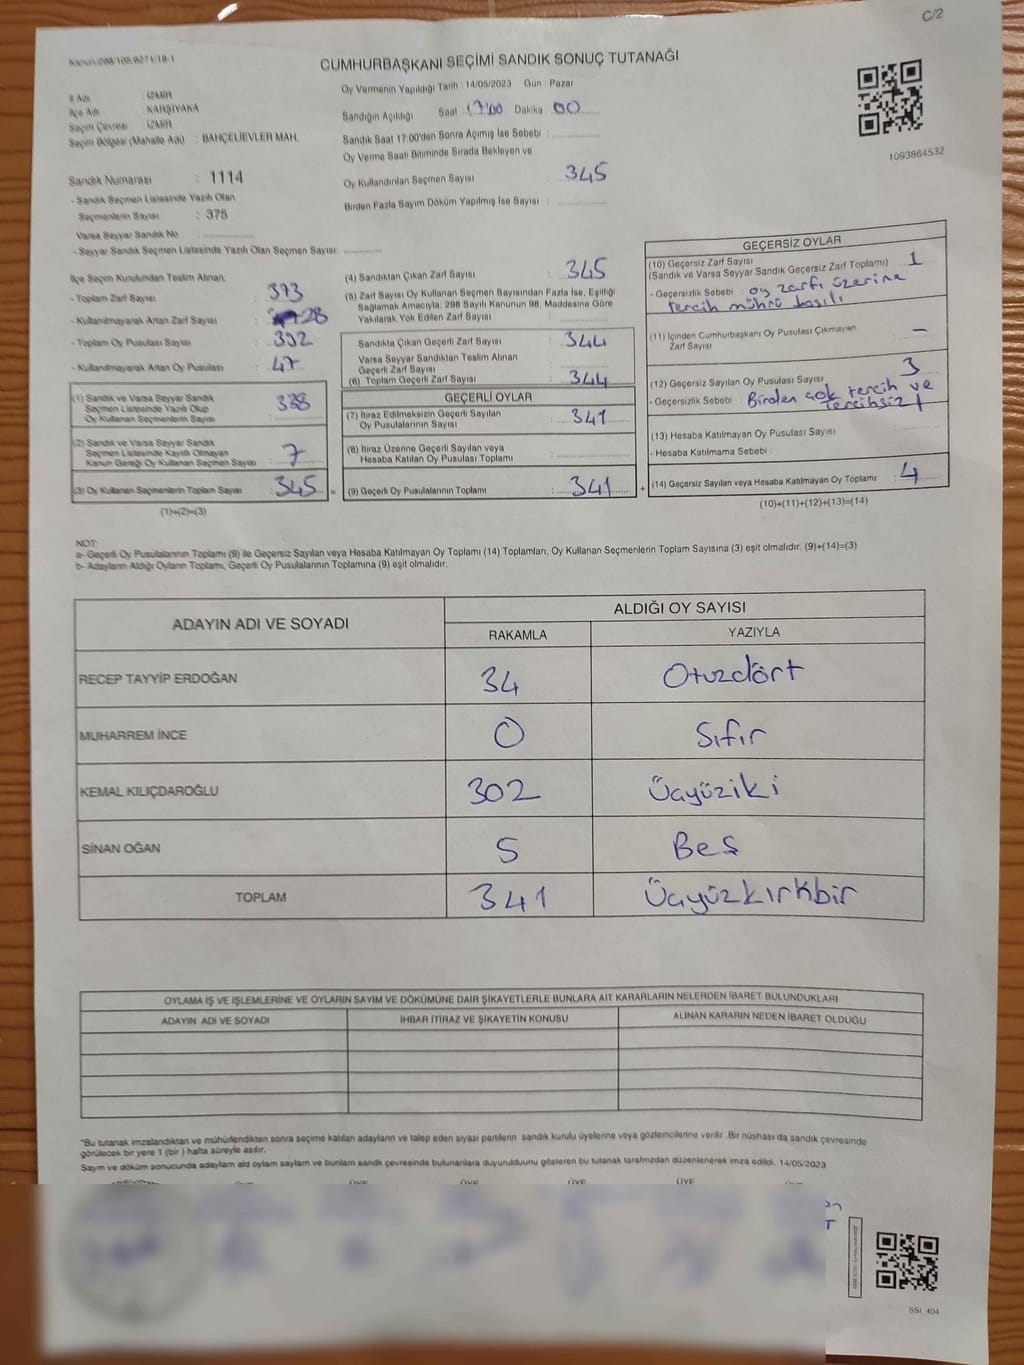 C/2
CUMHURBAŞKANI SEÇİMİ SANDIK SONUÇ TUTANAĞI
İl Adı : İZMİR
İlçe Adı : KARŞIYAKA
Seçim Çevresi : İZMİR
Seçim Bölgesi (Mahalle Adı) : BAHÇELİEVLER MAH.
Sandık Numarası : 1114
- Sandık Seçmen Listesinde Yazılı Olan
Seçmenlerin Sayısı : 375
Varsa Seyyar Sandık No :
- Seyyar Sandık Seçmen Listesinde Yazılı Olan Seçmen Sayısı:
Oy Vermenin Yapıldığı Tarih : 14/05/2023 Gün : Pazar
Sandığın Açıldığı Saat 17:00 Dakika 00
Sandık Saat 17:00'den Sonra Açımış İse Sebebi :
Oy Verme Saati Bitiminde Sırada Bekleyen ve
Oy Kullandırılan Seçmen Sayısı : 345
Birden Fazla Sayım Döküm Yapılmış İse Sayısı :
1093864532
İlçe Seçim Kurulundan Teslim Alınan;
- Toplam Zarf Sayısı : 373
- Kullanılmayarak Artan Zarf Sayısı : 28
- Toplam Oy Pusulası Sayısı : 392
- Kullanılmayarak Artan Oy Pusulası : 47
(1) Sandık ve Varsa Seyyar Sandık
Seçmen Listesinde Yazılı Olup
Oy Kullanan Seçmenlerin Sayısı : 338
(2) Sandık ve Varsa Seyyar Sandık
Seçmen Listesinde Kayıtlı Olmayan
Kanun Gereği Oy Kullanan Seçmen Sayısı : 7
(3) Oy Kullanan Seçmenlerin Toplam Sayısı : 345
(1)+(2)=(3)
(4) Sandıktan Çıkan Zarf Sayısı : 345
(5) Zarf Sayısı Oy Kullanan Seçmen Sayısından Fazla İse, Eşitliği
Sağlamak Amacıyla; 298 Sayılı Kanunun 98. Maddesine Göre
Yakılarak Yok Edilen Zarf Sayısı :
Sandıkta Çıkan Geçerli Zarf Sayısı : 344
Varsa Seyyar Sandıktan Teslim Alınan
Geçerli Zarf Sayısı :
(6) Toplam Geçerli Zarf Sayısı : 344
GEÇERLİ OYLAR
(7) İtiraz Edilmeksizin Geçerli Sayılan
Oy Pusulalarının Sayısı : 341
(8) İtiraz Üzerine Geçerli Sayılan veya
Hesaba Katılan Oy Pusulası Toplamı :
(9) Geçerli Oy Pusulalarının Toplamı : 341
GEÇERSİZ OYLAR
(10) Geçersiz Zarf Sayısı : 1
(Sandık ve Varsa Seyyar Sandık Geçersiz Zarf Toplamı)
- Geçersizlik Sebebi : oy zarfı üzerine
tercih mührü basılı
(11) İçinden Cumhurbaşkanı Oy Pusulası Çıkmayan
Zarf Sayısı : -
(12) Geçersiz Sayılan Oy Pusulası Sayısı : 3
- Geçersizlik Sebebi : Birden çok tercih ve
tercihsiz
(13) Hesaba Katılmayan Oy Pusulası Sayısı :
- Hesaba Katılmama Sebebi :
(14) Geçersiz Sayılan veya Hesaba Katılmayan Oy Toplamı : 4
(10)+(11)+(12)+(13)=(14)
NOT:
a- Geçerli Oy Pusulalarının Toplamı (9) ile Geçersiz Sayılan veya Hesaba Katılmayan Oy Toplamı (14) Toplamları, Oy Kullanan Seçmenlerin Toplam Sayısına (3) eşit olmalıdır. (9)+(14)=(3)
b- Adayların Aldığı Oyların Toplamı, Geçerli Oy Pusulalarının Toplamına (9) eşit olmalıdır.
ADAYIN ADI VE SOYADI ALDIĞI OY SAYISI
RAKAMLA YAZIYLA
RECEP TAYYİP ERDOĞAN 34 Otuzdört
MUHARREM İNCE 0 Sıfır
KEMAL KILIÇDAROĞLU 302 Üçyüziki
SİNAN OĞAN 5 Beş
TOPLAM 341 Üçyüzkırkbir
OYLAMA İŞ VE İŞLEMLERİNE VE OYLARIN SAYIM VE DÖKÜMÜNE DAİR ŞİKAYETLERLE BUNLARA AİT KARARLARIN NELERDEN İBARET BULUNDUKLARI
ADAYIN ADI VE SOYADI İHBAR İTİRAZ VE ŞİKAYETİN KONUSU ALINAN KARARIN NEDEN İBARET OLDUĞU
"Bu tutanak imzalandıktan ve mühürlendikten sonra seçime katılan adayların ve talep eden siyasi partilerin sandık kurulu üyelerine veya gözlemcilerine verilir .Bir nüshası da sandık çevresinde
görülecek bir yere 1 (bir ) hafta süreyle asılır.
Sayım ve döküm sonucunda adayların aldı oyların sayıları ve bunların sandık çevresinde bulunanlara duyurulduunu gösteren bu tutanak tarafımızdan düzenlenerek imza edildi. 14/05/2023
ÜYE ÜYE ÜYE ÜYE ÜYE ÜYE